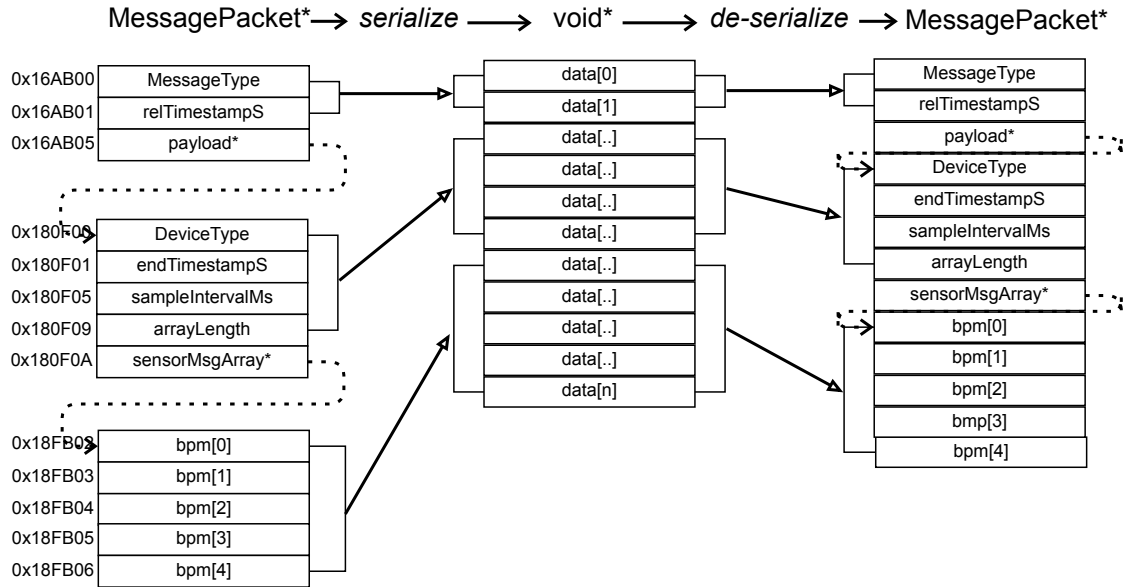 MessagePacket* serialize void* de-serialize MessagePacket*
0x16AB00 MessageType
0x16AB01 relTimestampS
0x16AB05 payload*
0x180F00 DeviceType
0x180F01 endTimestampS
0x180F05 sampleIntervalMs
0x180F09 arrayLength
0x180F0A sensorMsgArray*
0x18FB02 bpm[0]
0x18FB03 bpm[1]
0x18FB04 bpm[2]
0x18FB05 bpm[3]
0x18FB06 bpm[4]
data[0]
data[1]
data[..]
data[..]
data[..]
data[..]
data[..]
data[..]
data[..]
data[..]
data[n]
MessageType
relTimestampS
payload*
DeviceType
endTimestampS
sampleIntervalMs
arrayLength
sensorMsgArray*
bpm[0]
bpm[1]
bpm[2]
bmp[3]
bpm[4]